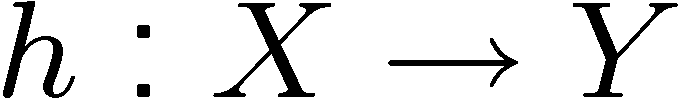 h : X → Y